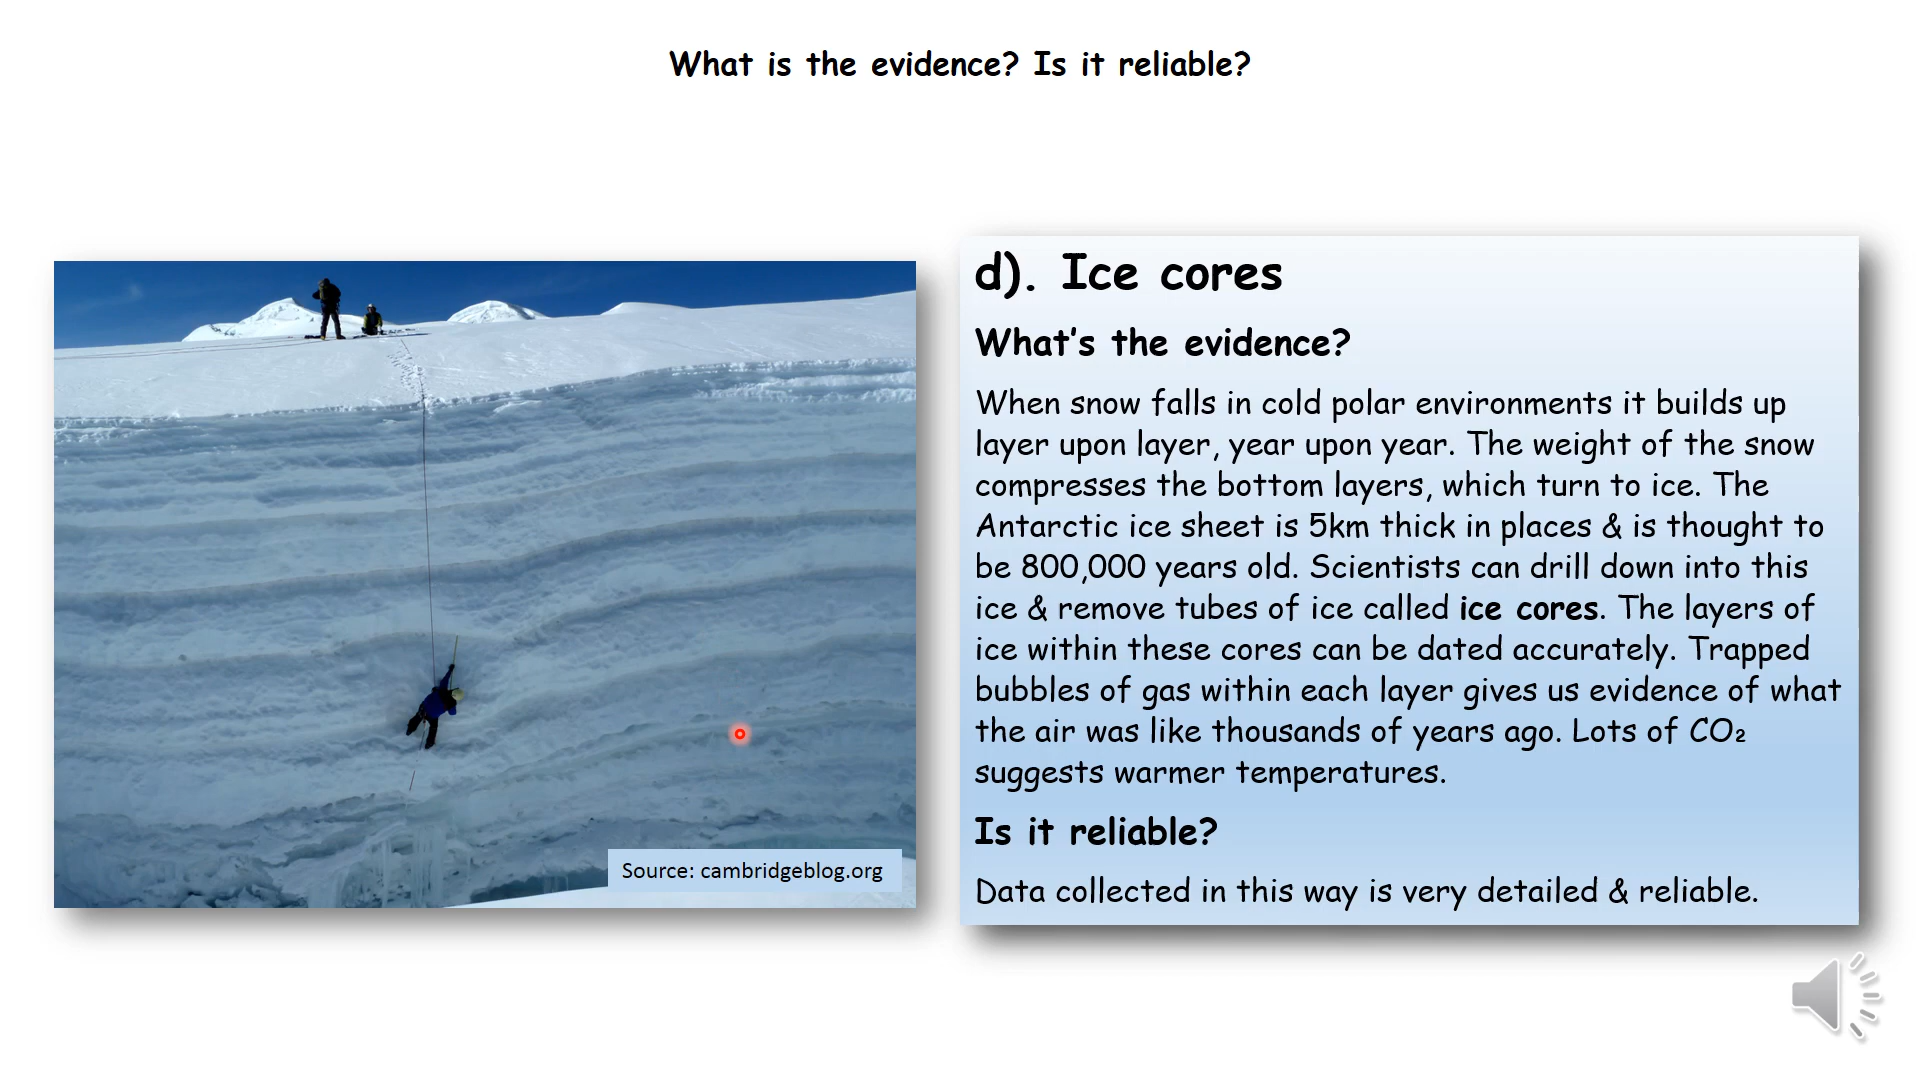 What is the evidence? Is it reliable?
d). Ice cores
What's the evidence?
When snow falls in cold polar environments it builds up
layer upon layer, year upon year. The weight of the snow
compresses the bottom layers, which turn to ice. The
Antarctic ice sheet is 5km thick in places & is thought to
be 800,000 years old. Scientists can drill down into this
ice & remove tubes of ice called ice cores. The layers of
ice within these cores can be dated accurately. Trapped
bubbles of gas within each layer gives us evidence of what
the air was like thousands of years ago. Lots of CO₂
suggests warmer temperatures.
Is it reliable?
Data collected in this way is very detailed & reliable.
Source: cambridgeblog.org